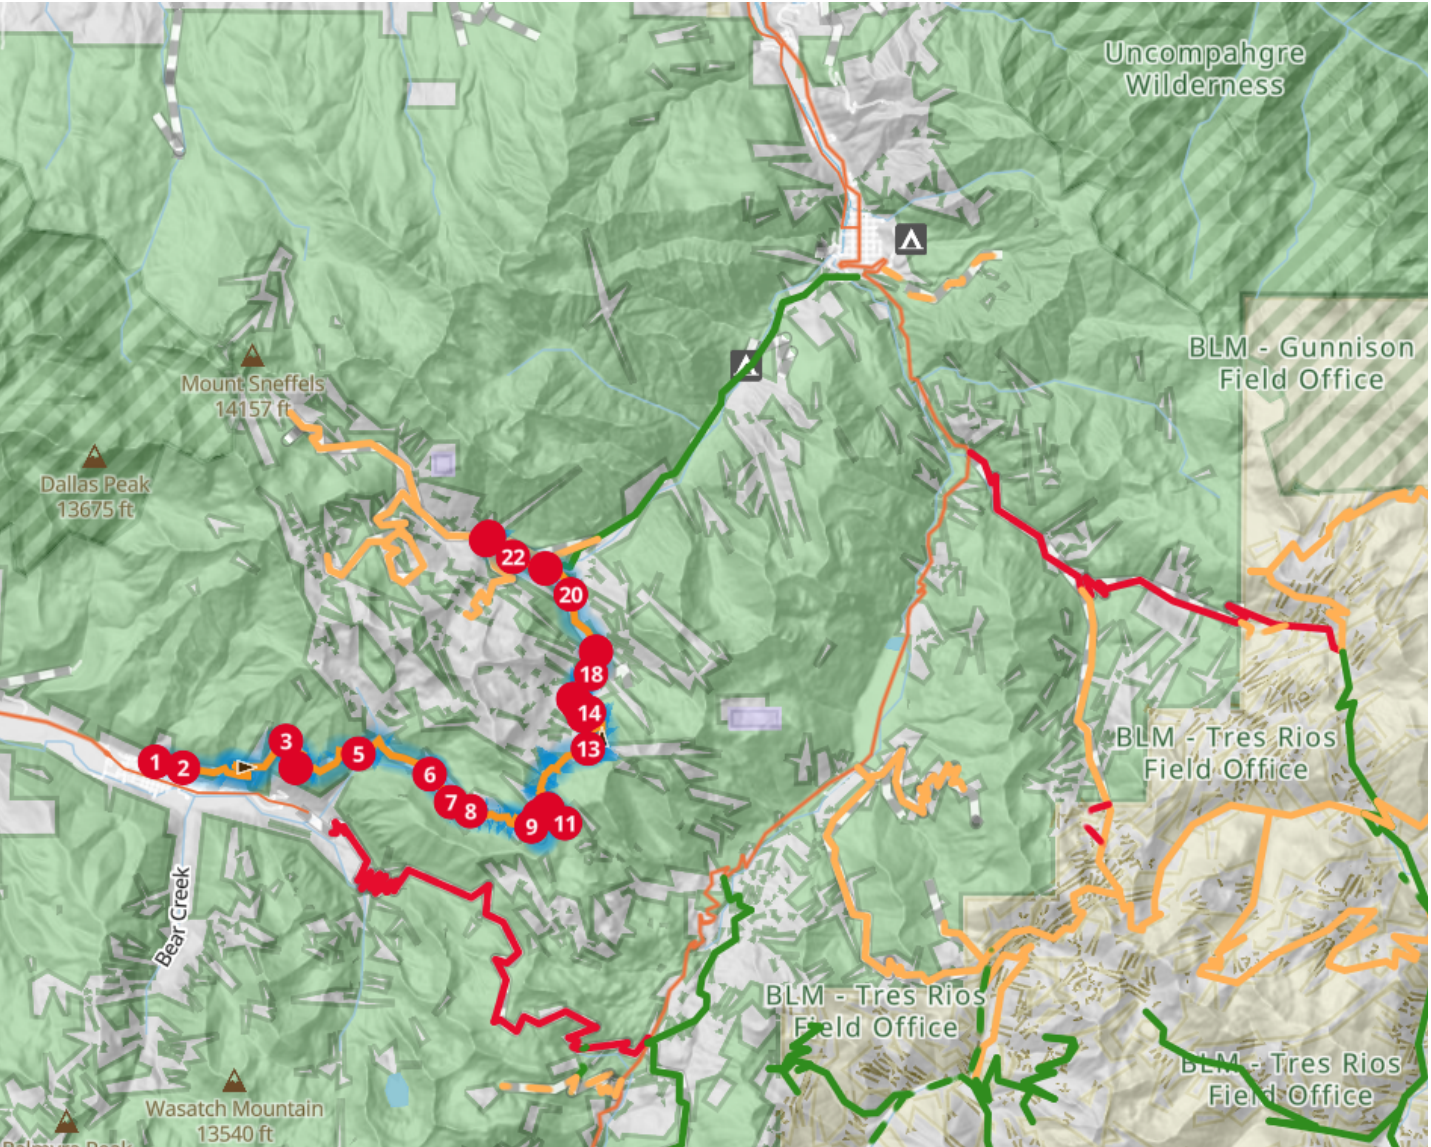 Uncompahgre
Wilderness
BLM - Gunnison
Field Office
Mount Sneffels
14157 ft
Dallas Peak
13675 ft
22
20
18
14
13
1
2
3
5
6
7
8
9
11
BLM - Tres Rios
Field Office
Bear Creek
BLM - Tres Rios
Field Office
BLM - Tres Rios
Field Office
Wasatch Mountain
13540 ft